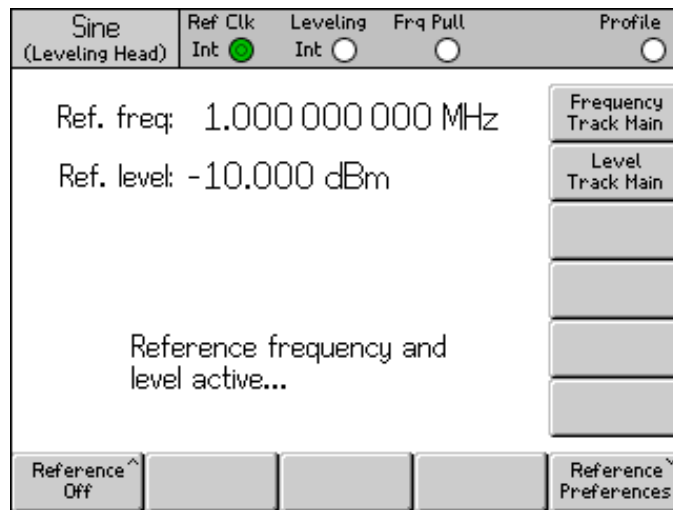 Sine
(Leveling Head)
Ref Clk
Int
Leveling
Int
Frq Pull
Profile
Ref. freq: 1.000 000 000 MHz
Ref. level: -10.000 dBm
Reference frequency and
level active...
Frequency
Track Main
Level
Track Main
Reference^
Off
Reference˅
Preferences